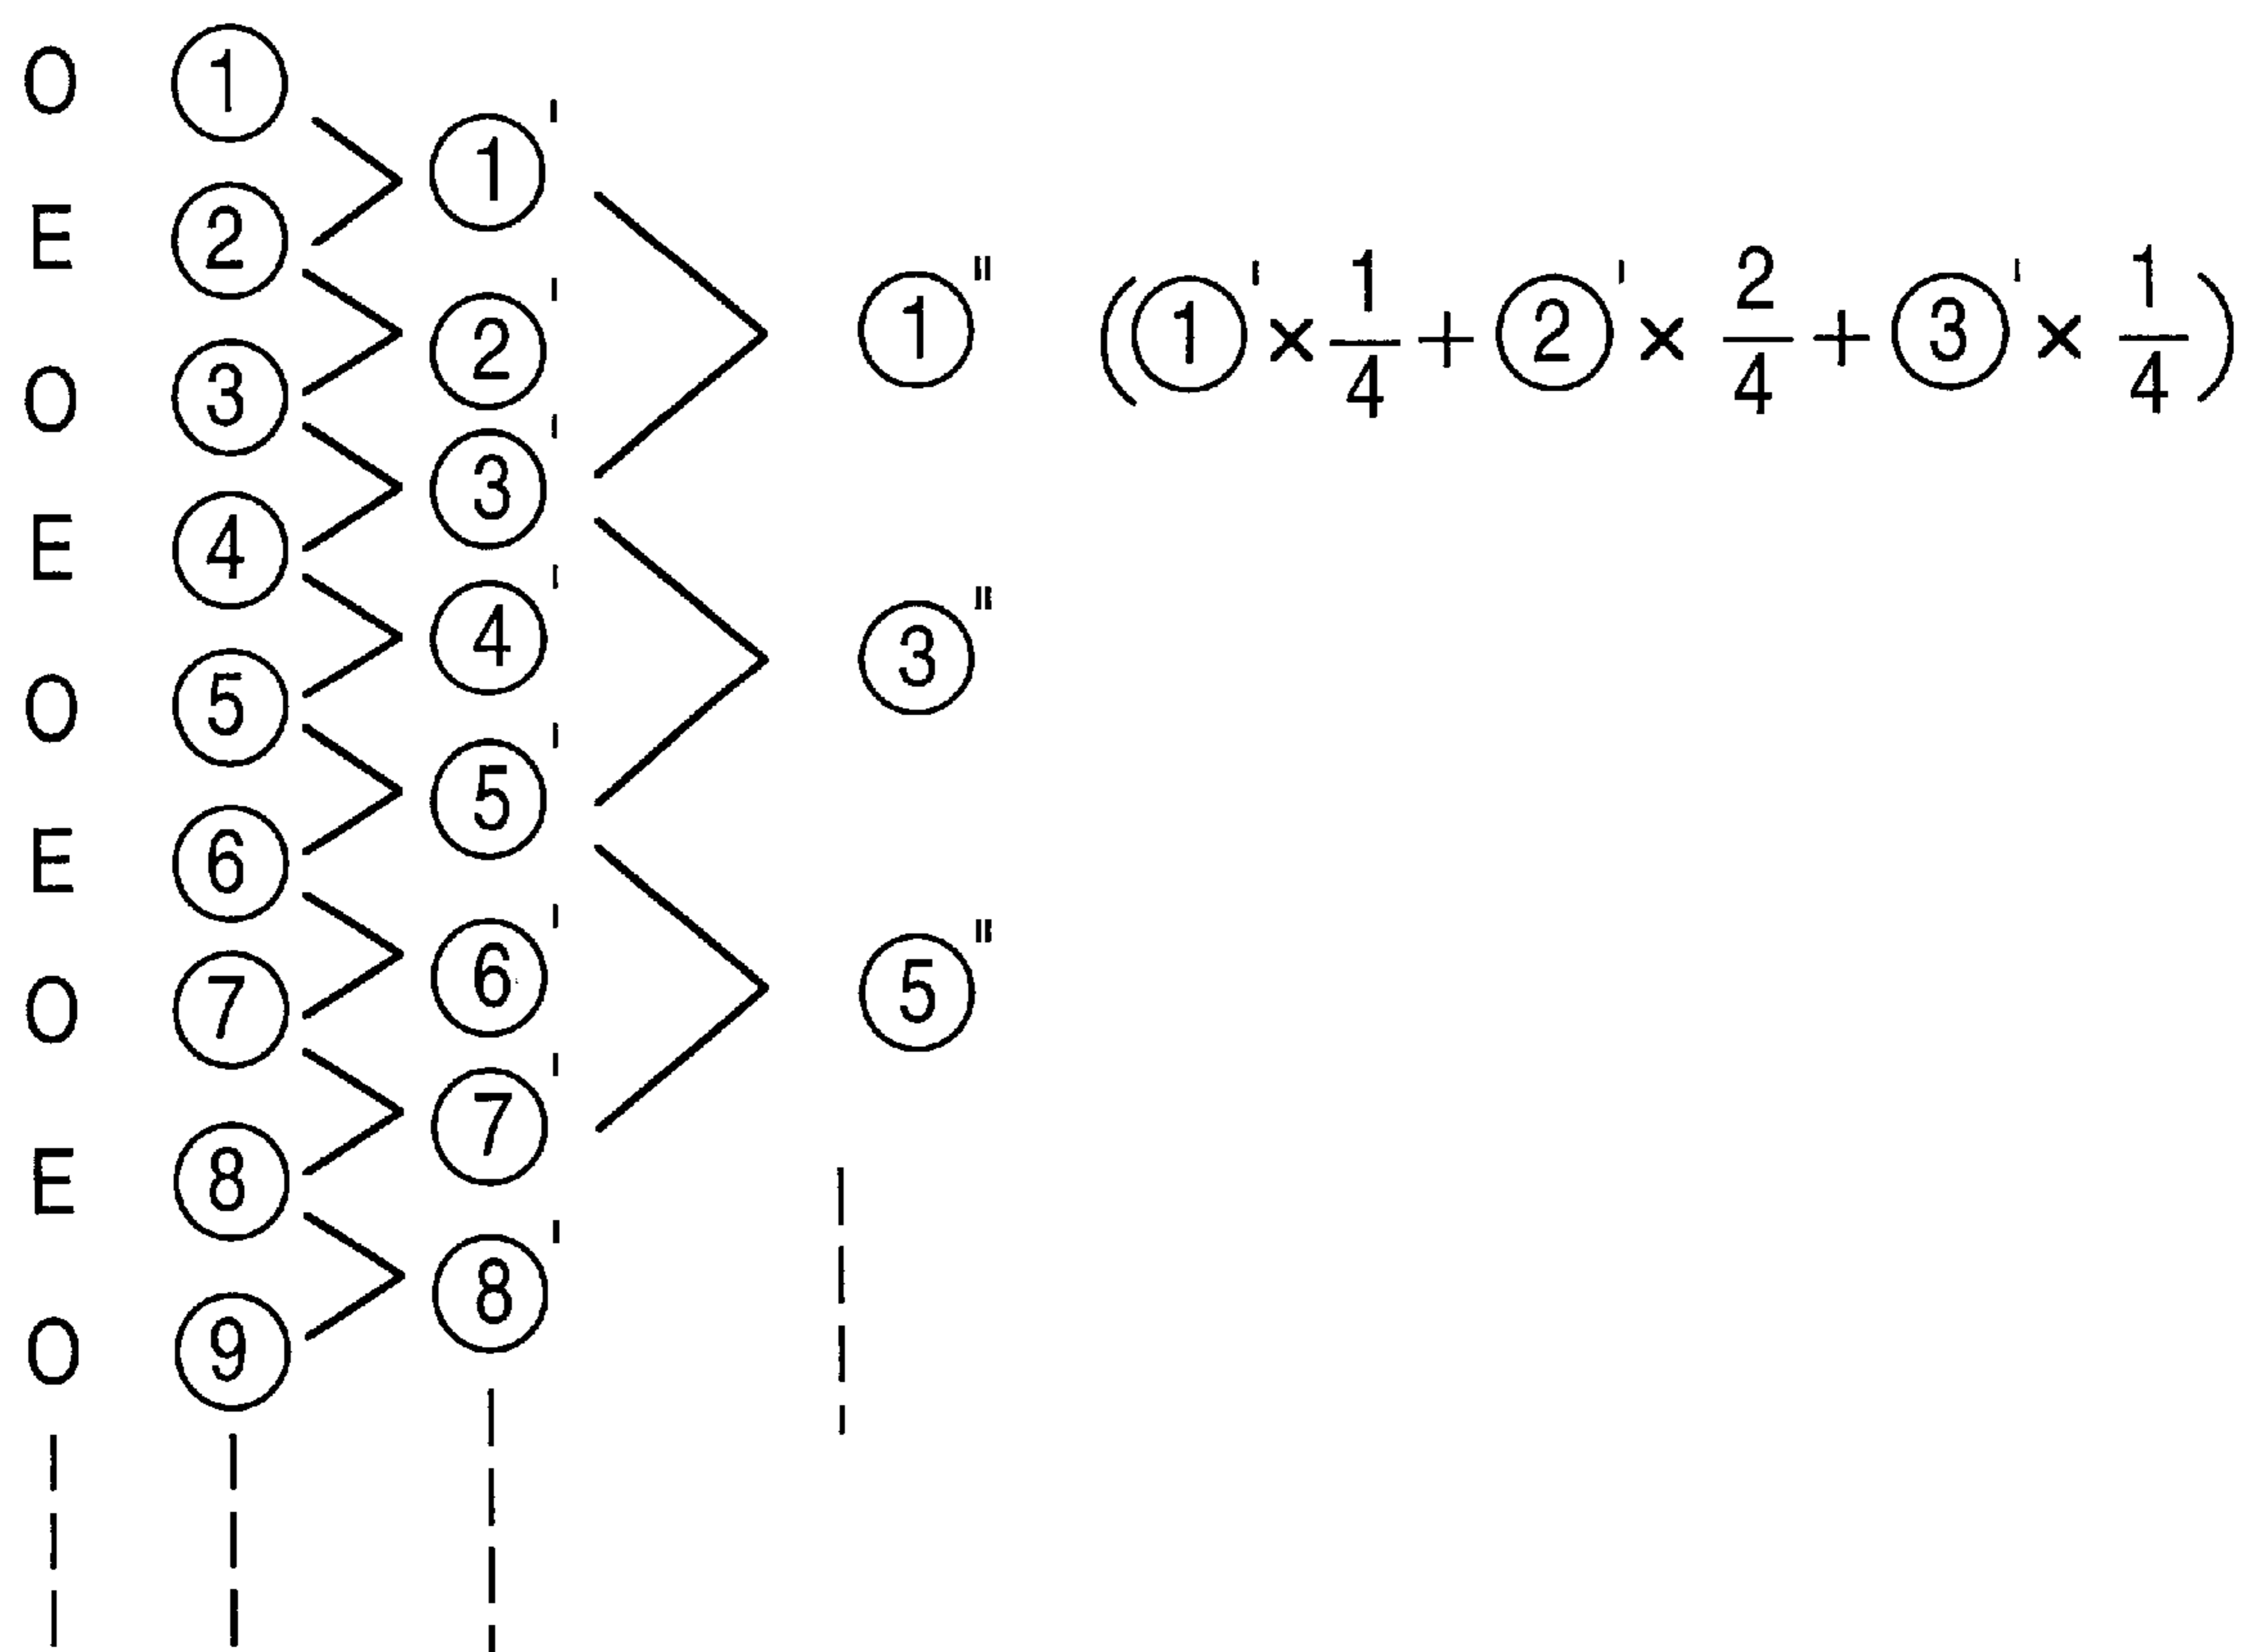 O ①
①'
E ②
①" (①' × 1/4 + ②' × 2/4 + ③' × 1/4)
②'
O ③
③'
E ④
④'
③"
O ⑤
⑤'
E ⑥
⑥'
⑤"
O ⑦
⑦'
E ⑧
⑧'
O ⑨